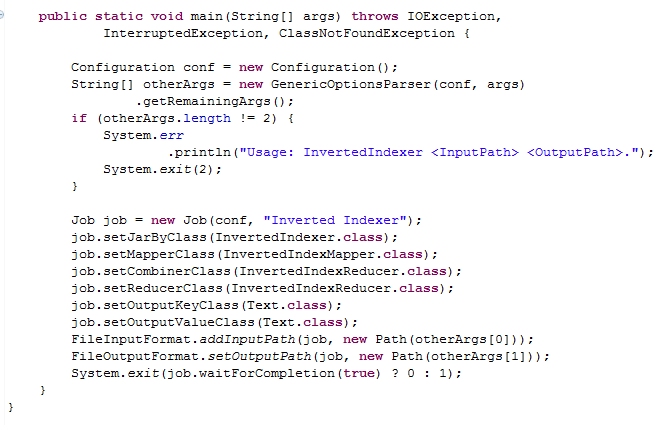 public static void main(String[] args) throws IOException,
InterruptedException, ClassNotFoundException {
Configuration conf = new Configuration();
String[] otherArgs = new GenericOptionsParser(conf, args)
.getRemainingArgs();
if (otherArgs.length != 2) {
System.err
.println("Usage: InvertedIndexer <InputPath> <OutputPath>.");
System.exit(2);
}
Job job = new Job(conf, "Inverted Indexer");
job.setJarByClass(InvertedIndexer.class);
job.setMapperClass(InvertedIndexMapper.class);
job.setCombinerClass(InvertedIndexReducer.class);
job.setReducerClass(InvertedIndexReducer.class);
job.setOutputKeyClass(Text.class);
job.setOutputValueClass(Text.class);
FileInputFormat.addInputPath(job, new Path(otherArgs[0]));
FileOutputFormat.setOutputPath(job, new Path(otherArgs[1]));
System.exit(job.waitForCompletion(true) ? 0 : 1);
}
}